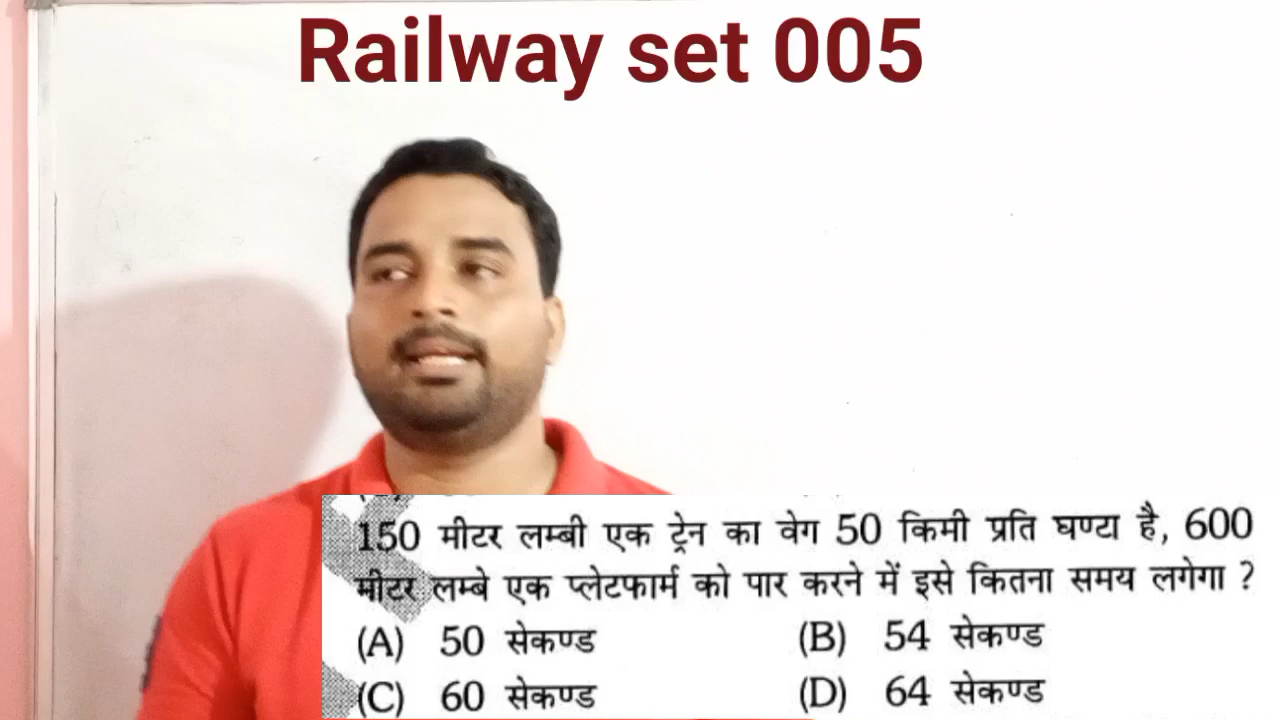 Railway set 005
150 मीटर लम्बी एक ट्रेन का वेग 50 किमी प्रति घण्टा है, 600
मीटर लम्बे एक प्लेटफार्म को पार करने में इसे कितना समय लगेगा ?
(A) 50 सेकण्ड (B) 54 सेकण्ड
(C) 60 सेकण्ड (D) 64 सेकण्ड